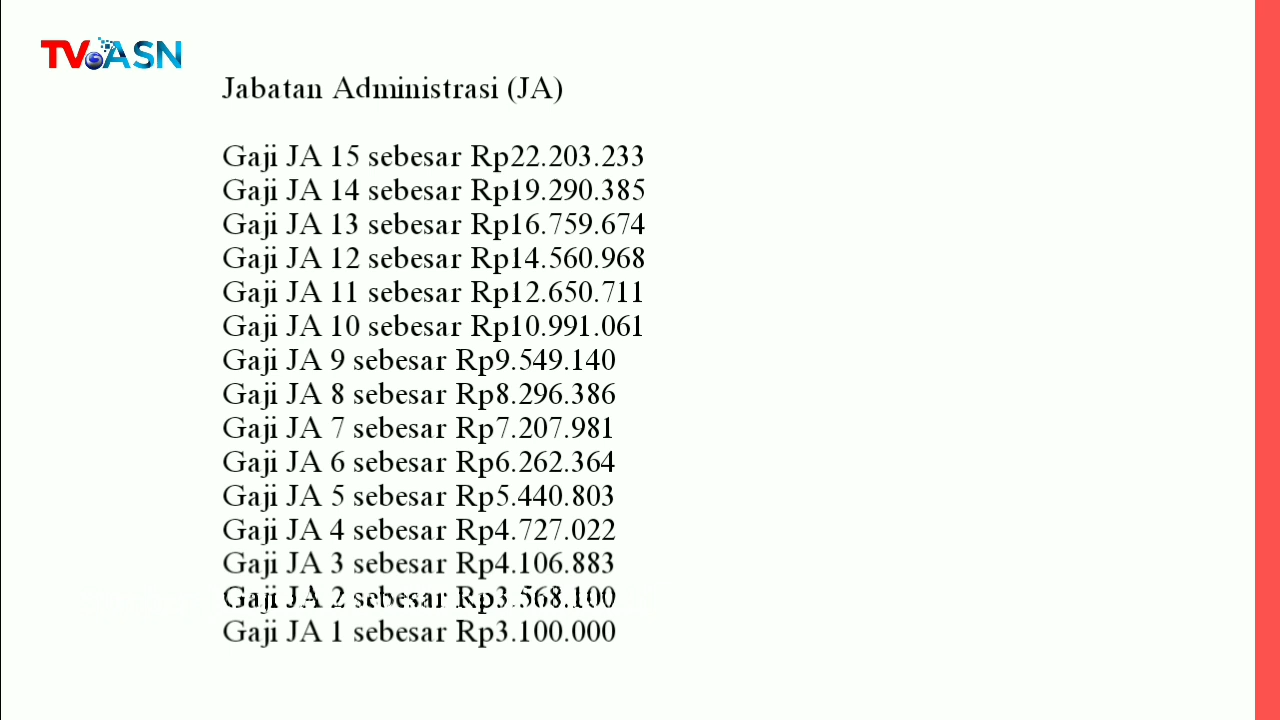 TV ASN
Jabatan Administrasi (JA)
Gaji JA 15 sebesar Rp22.203.233
Gaji JA 14 sebesar Rp19.290.385
Gaji JA 13 sebesar Rp16.759.674
Gaji JA 12 sebesar Rp14.560.968
Gaji JA 11 sebesar Rp12.650.711
Gaji JA 10 sebesar Rp10.991.061
Gaji JA 9 sebesar Rp9.549.140
Gaji JA 8 sebesar Rp8.296.386
Gaji JA 7 sebesar Rp7.207.981
Gaji JA 6 sebesar Rp6.262.364
Gaji JA 5 sebesar Rp5.440.803
Gaji JA 4 sebesar Rp4.727.022
Gaji JA 3 sebesar Rp4.106.883
Gaji JA 2 sebesar Rp3.568.100
Gaji JA 1 sebesar Rp3.100.000